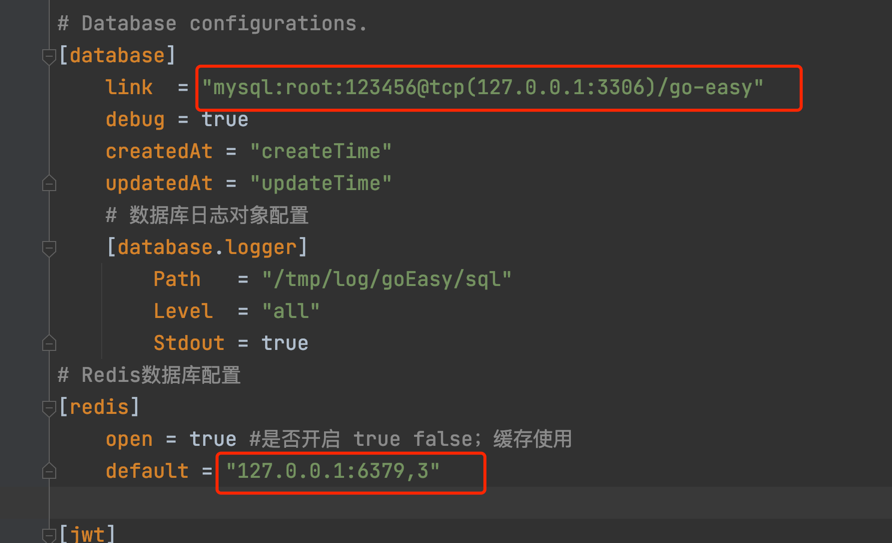 # Database configurations.
[database]
link = "mysql:root:123456@tcp(127.0.0.1:3306)/go-easy"
debug = true
createdAt = "createTime"
updatedAt = "updateTime"
# 数据库日志对象配置
[database.logger]
Path = "/tmp/log/goEasy/sql"
Level = "all"
Stdout = true
# Redis数据库配置
[redis]
open = true #是否开启 true false；缓存使用
default = "127.0.0.1:6379,3"
[jwt]